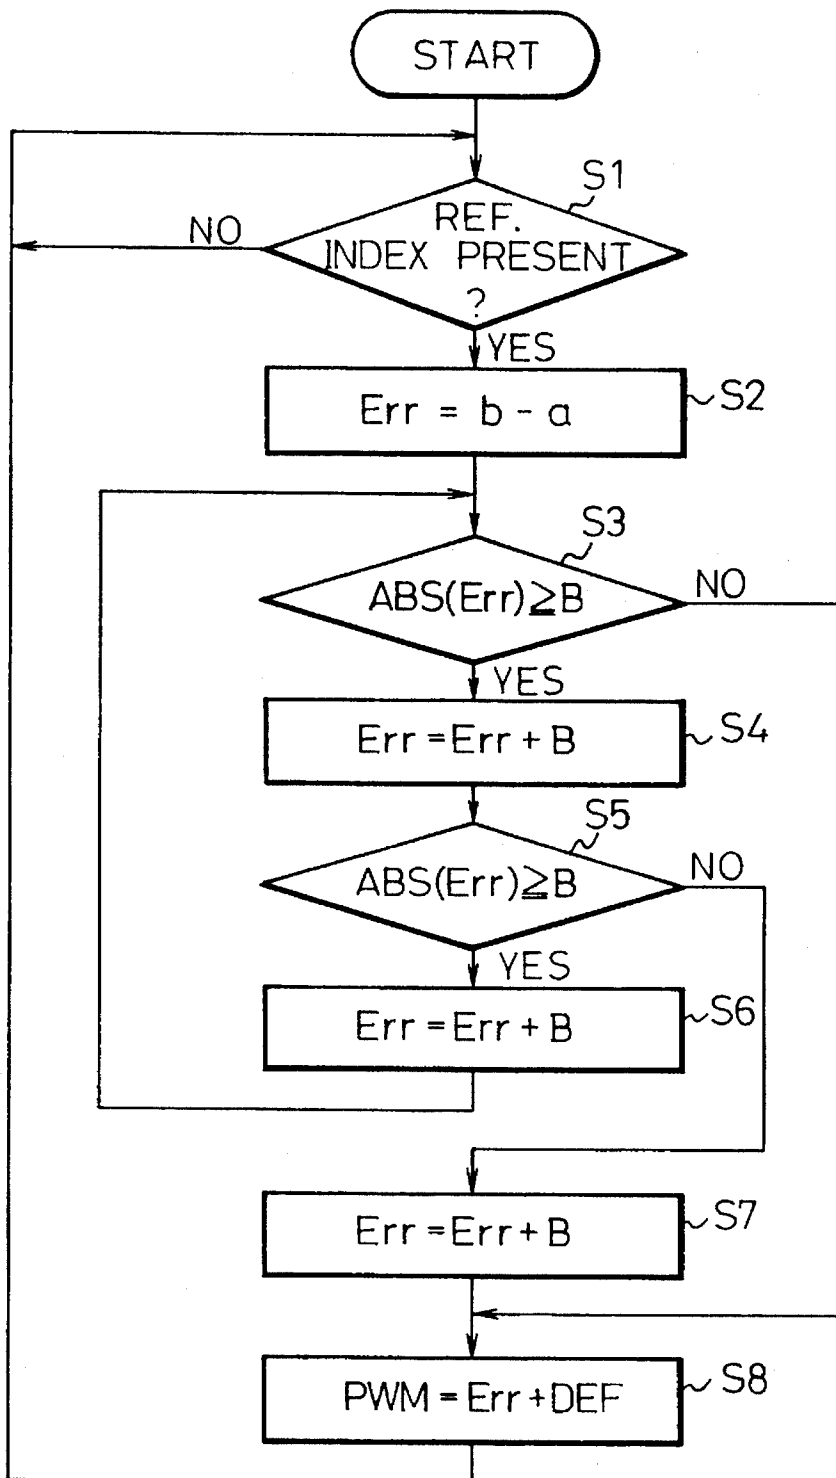 START
S1
NO
REF.
INDEX PRESENT
?
YES
Err = b - a
S2
S3
ABS(Err)≧B
NO
YES
Err = Err + B
S4
S5
ABS(Err)≧B
NO
YES
Err = Err + B
S6
Err = Err + B
S7
PWM = Err + DEF
S8